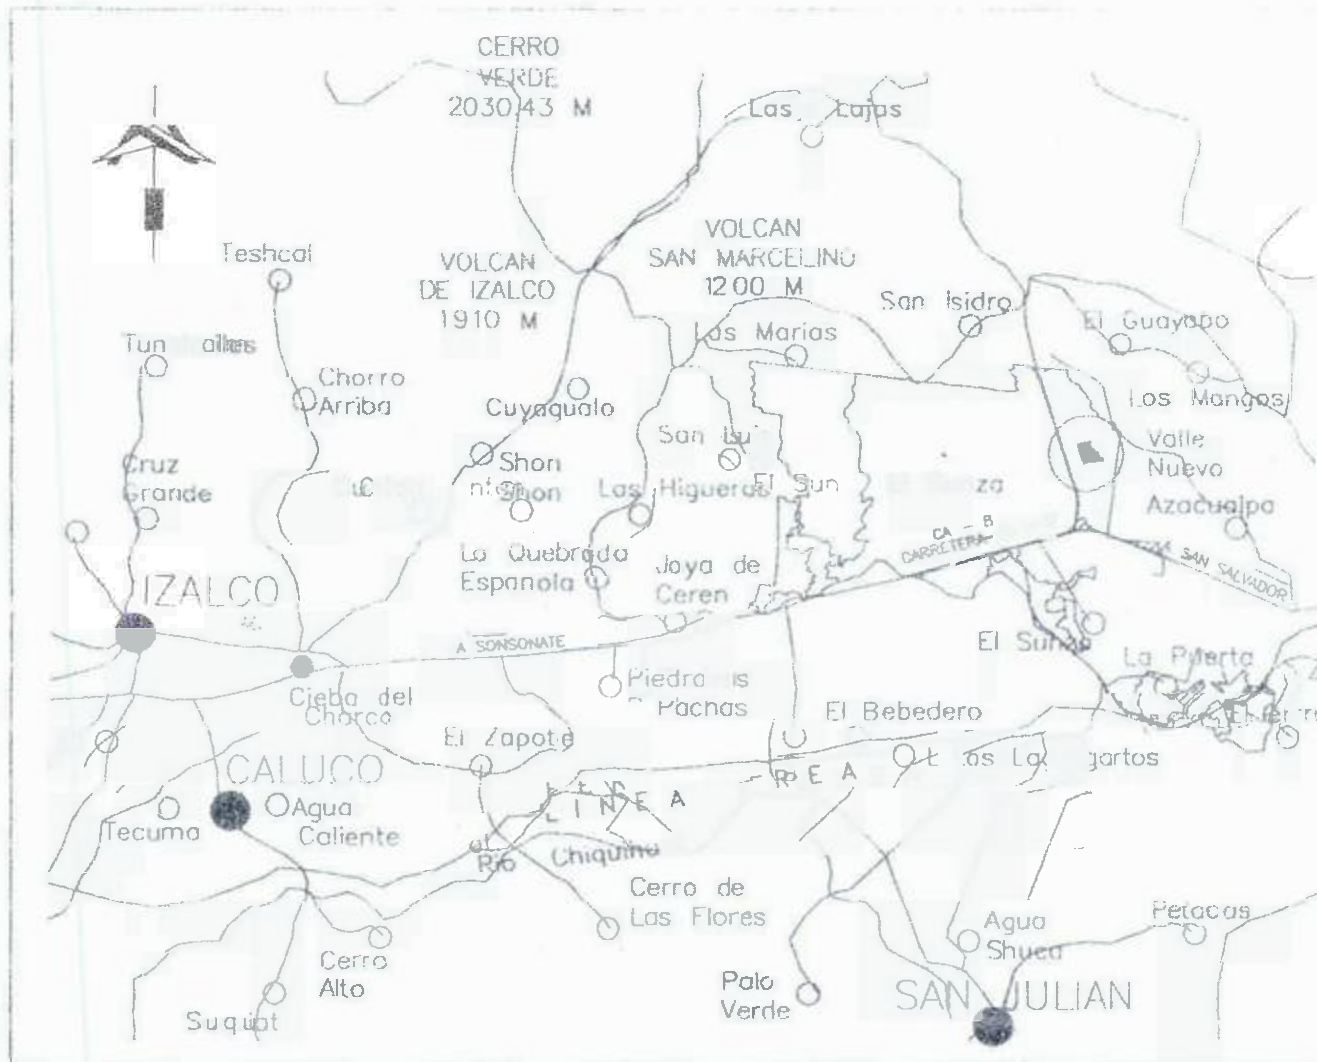 CERRO
VERDE
2030.43 M
Las Lajas
VOLCAN
SAN MARCELINO
1200 M
Teshcal
VOLCAN
DE IZALCO
1910 M
San Isidro
El Guayabo
Las Marias
Chorro
Arriba
Cuyagualo
Los Mangos
Valle
Nuevo
Cruz
Grande
Shon
Shon
Las Higueras
Azacualpa
CA - 8
CARRETERA
A SAN SALVADOR
La Quebrada
Espanola
Joya de
Ceren
IZALCO
A SONSONATE
El Sunza
La Puerta
Cieba del
Charco
Piedras
Pachas
El Zapote
El Bebedero
CALUCO
Agua
Caliente
Tecuma
LINEA
Rio Chiquihu
Cerro de
Las Flores
Agua
Shuca
Petacas
Cerro
Alto
Palo
Verde
SAN JULIAN
Suquiat